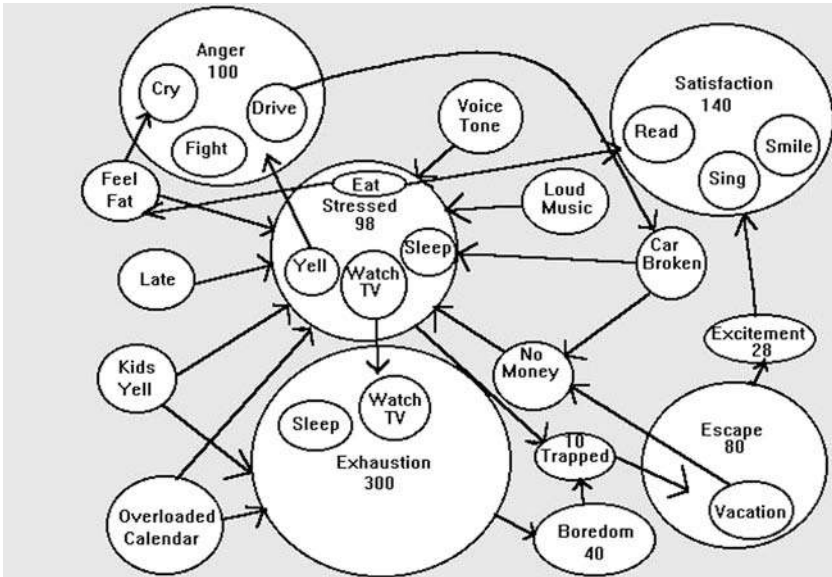 Anger
100
Cry
Drive
Fight
Voice
Tone
Satisfaction
140
Read
Smile
Sing
Feel
Fat
Eat
Stressed
98
Yell
Watch
TV
Sleep
Loud
Music
Late
Car
Broken
Excitement
28
Kids
Yell
No
Money
Watch
TV
Sleep
Exhaustion
300
10
Trapped
Escape
80
Vacation
Overloaded
Calendar
Boredom
40